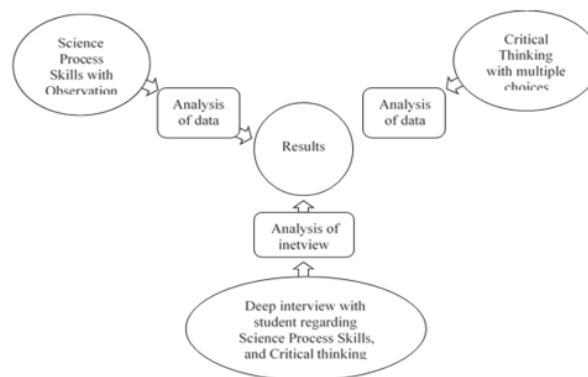 Science
Process
Skills with
Observation
Analysis
of data
Results
Analysis
of data
Critical
Thinking
with multiple
choices
Analysis of
inetview
Deep interview with
student regarding
Science Process Skills,
and Critical thinking